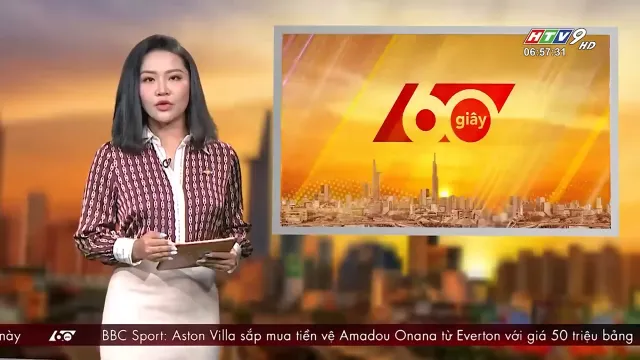 HTV9 HD
06:57:31
60 giây
này 60 BBC Sport: Aston Villa sắp mua tiền vệ Amadou Onana từ Everton với giá 50 triệu bảng